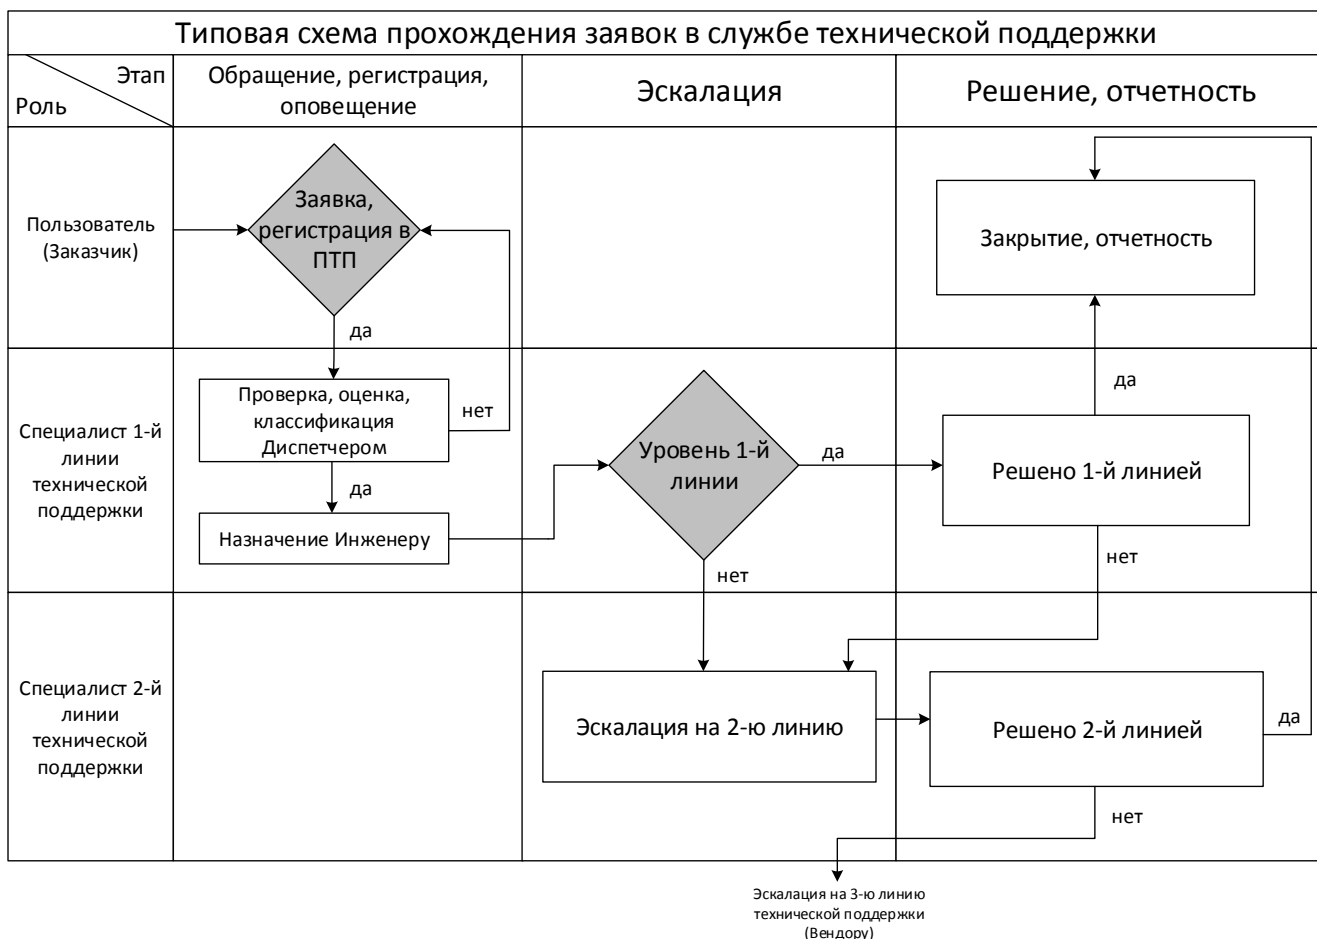 Типовая схема прохождения заявок в службе технической поддержки
Этап
Роль
Обращение, регистрация,
оповещение
Эскалация
Решение, отчетность
Пользователь
(Заказчик)
Заявка,
регистрация в
ПТП
да
Закрытие, отчетность
Специалист 1-й
линии
технической
поддержки
Проверка, оценка,
классификация
Диспетчером
нет
да
Назначение Инженеру
Уровень 1-й
линии
да
нет
да
Решено 1-й линией
нет
Специалист 2-й
линии
технической
поддержки
Эскалация на 2-ю линию
Решено 2-й линией
да
нет
Эскалация на 3-ю линию
технической поддержки
(Вендору)